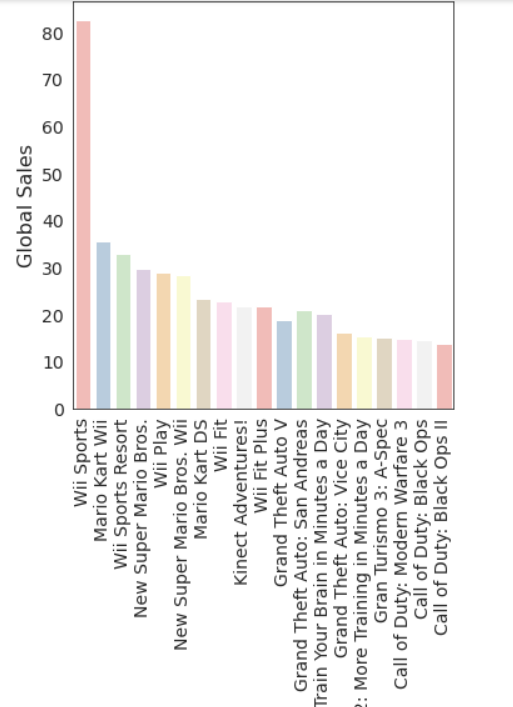 Global Sales
80
70
60
50
40
30
20
10
0
Wii Sports
Mario Kart Wii
Wii Sports Resort
New Super Mario Bros.
Wii Play
New Super Mario Bros. Wii
Mario Kart DS
Wii Fit
Kinect Adventures!
Wii Fit Plus
Grand Theft Auto V
Grand Theft Auto: San Andreas
Train Your Brain in Minutes a Day
Grand Theft Auto: Vice City
: More Training in Minutes a Day
Gran Turismo 3: A-Spec
Call of Duty: Modern Warfare 3
Call of Duty: Black Ops
Call of Duty: Black Ops II